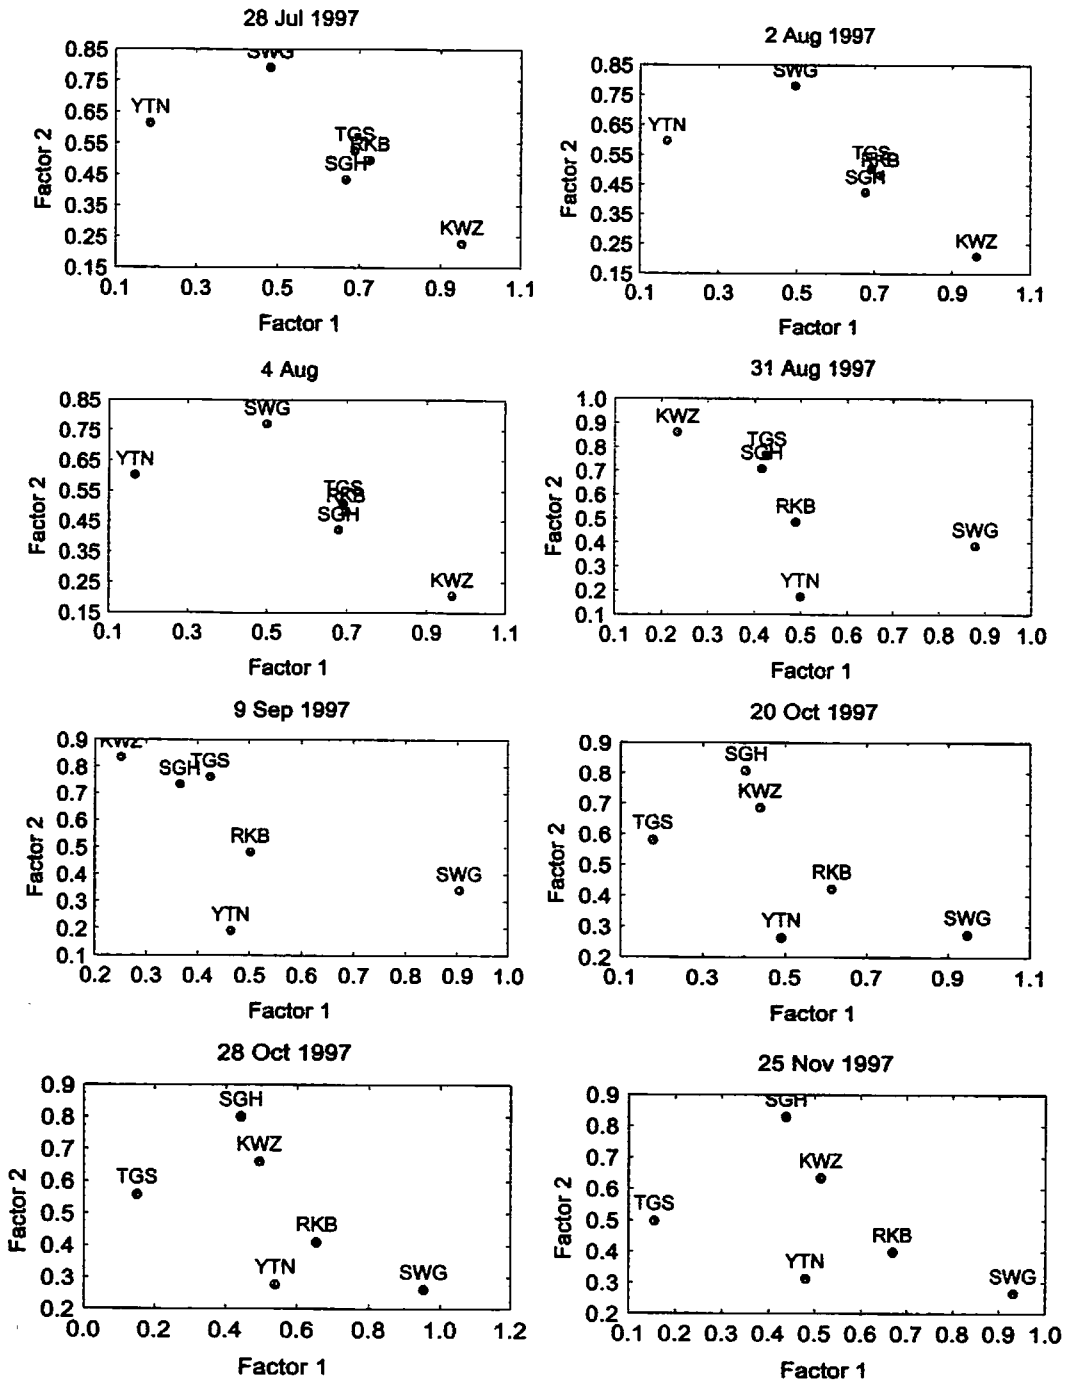 28 Jul 1997
0.85
0.75
0.65
0.55
0.45
0.35
0.25
0.15
Factor 2
SWG
YTN
TGS
RKB
SGH
KWZ
0.1 0.3 0.5 0.7 0.9 1.1
Factor 1
2 Aug 1997
0.85
0.75
0.65
0.55
0.45
0.35
0.25
0.15
Factor 2
SWG
YTN
TGS
RKB
SGH
KWZ
0.1 0.3 0.5 0.7 0.9 1.1
Factor 1
4 Aug
0.85
0.75
0.65
0.55
0.45
0.35
0.25
0.15
Factor 2
SWG
YTN
TGS
RKB
SGH
KWZ
0.1 0.3 0.5 0.7 0.9 1.1
Factor 1
31 Aug 1997
1.0
0.9
0.8
0.7
0.6
0.5
0.4
0.3
0.2
0.1
Factor 2
KWZ
TGS
SGH
RKB
SWG
YTN
0.1 0.2 0.3 0.4 0.5 0.6 0.7 0.8 0.9 1.0
Factor 1
9 Sep 1997
0.9
0.8
0.7
0.6
0.5
0.4
0.3
0.2
0.1
Factor 2
KWZ
TGS
SGH
RKB
SWG
YTN
0.2 0.3 0.4 0.5 0.6 0.7 0.8 0.9 1.0
Factor 1
20 Oct 1997
0.9
0.8
0.7
0.6
0.5
0.4
0.3
0.2
Factor 2
SGH
KWZ
TGS
RKB
YTN
SWG
0.1 0.3 0.5 0.7 0.9 1.1
Factor 1
28 Oct 1997
0.9
0.8
0.7
0.6
0.5
0.4
0.3
0.2
Factor 2
SGH
KWZ
TGS
RKB
YTN
SWG
0.0 0.2 0.4 0.6 0.8 1.0 1.2
Factor 1
25 Nov 1997
0.9
0.8
0.7
0.6
0.5
0.4
0.3
0.2
Factor 2
SGH
KWZ
TGS
RKB
YTN
SWG
0.1 0.2 0.3 0.4 0.5 0.6 0.7 0.8 0.9 1.0
Factor 1